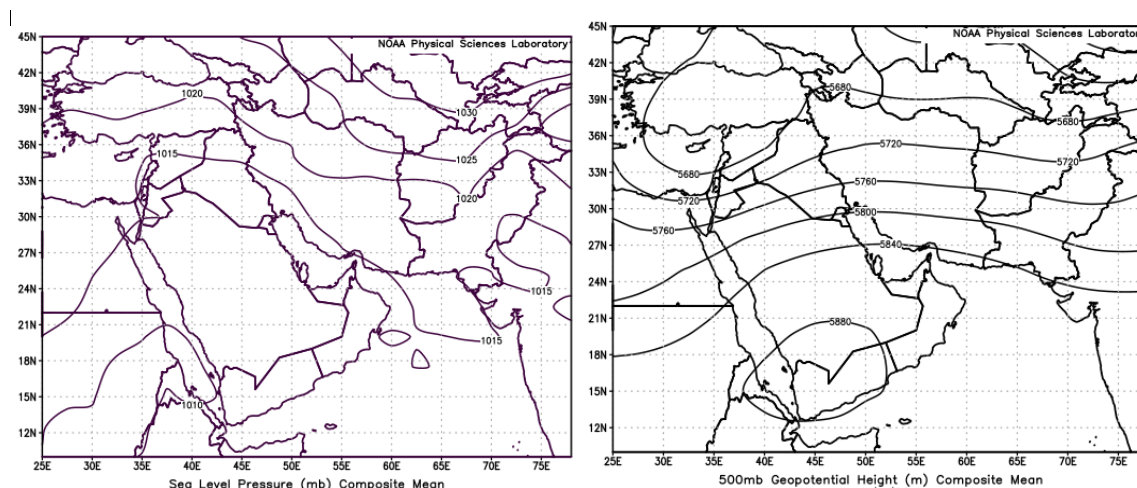 NOAA Physical Sciences Laboratory
45N
42N
39N
36N
33N
30N
27N
24N
21N
18N
15N
12N
1020
1030
1015
1025
1020
1015
1015
1010
25E 30E 35E 40E 45E 50E 55E 60E 65E 70E 75E
Sea Level Pressure (mb) Composite Mean
NOAA Physical Sciences Laboratory
45N
42N
39N
36N
33N
30N
27N
24N
21N
18N
15N
12N
5680
5680
5720
5720
5680
5760
5720
5800
5760
5840
5880
25E 30E 35E 40E 45E 50E 55E 60E 65E 70E 75E
500mb Geopotential Height (m) Composite Mean